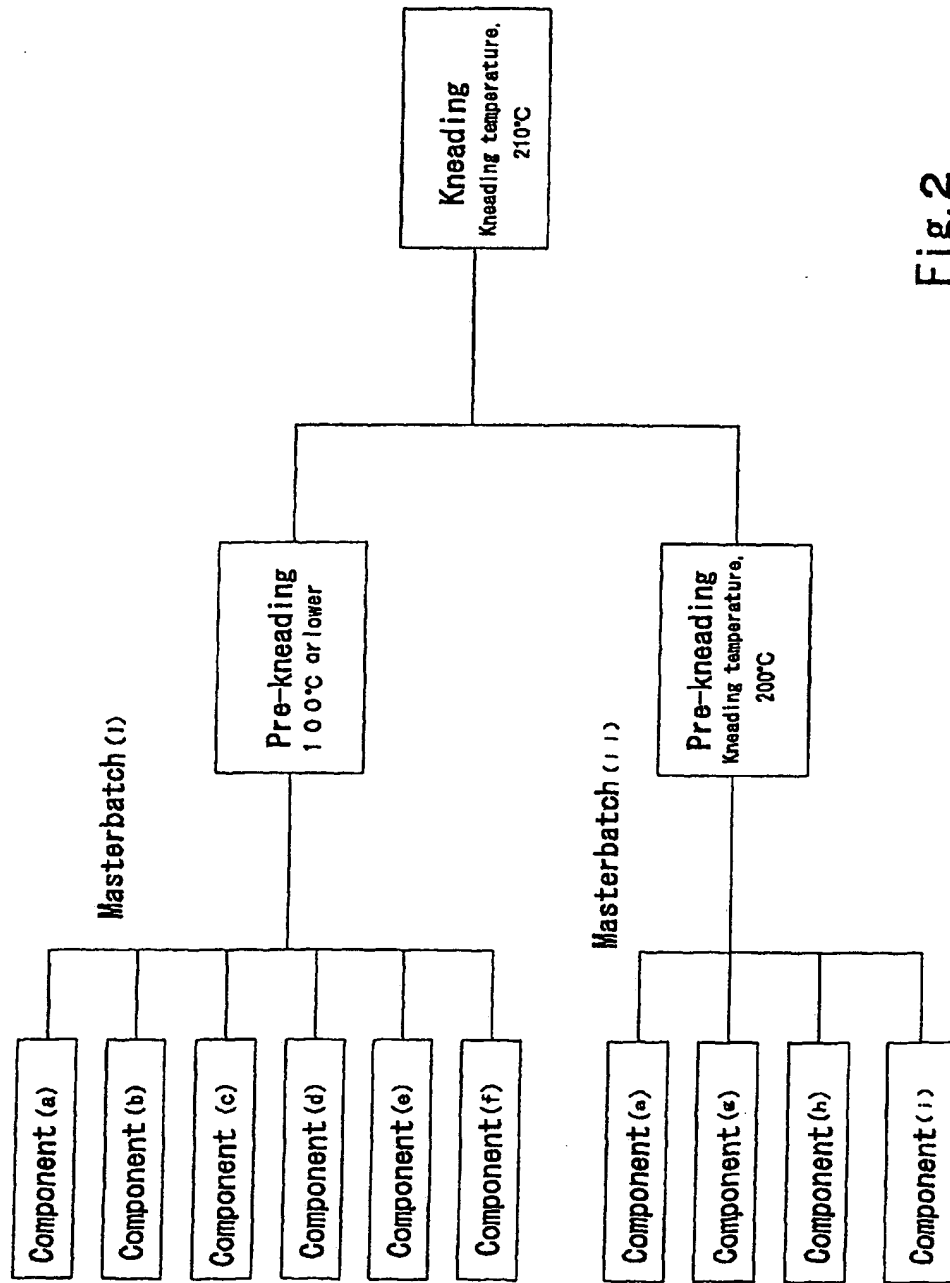 Component (a)
Component (b)
Component (c)
Component (d)
Component (e)
Component (f)
Masterbatch (I)
Pre-kneading
100℃ or lower
Component (a)
Component (g)
Component (h)
Component (i)
Masterbatch (II)
Pre-kneading
Kneading temperature,
200℃
Kneading
Kneading temperature,
210℃
Fig.2